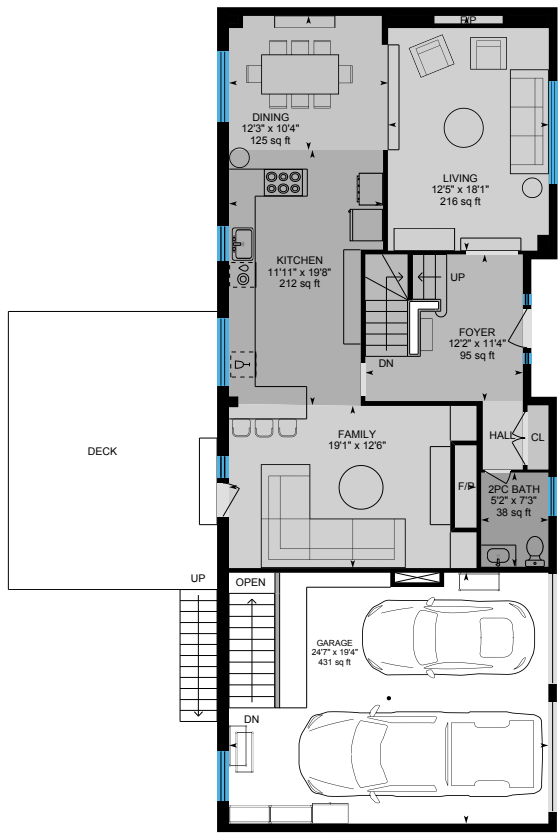 F/P
DINING
12'3" x 10'4"
125 sq ft
LIVING
12'5" x 18'1"
216 sq ft
KITCHEN
11'11" x 19'8"
212 sq ft
UP
FOYER
12'2" x 11'4"
95 sq ft
DN
HALL
CL
FAMILY
19'1" x 12'6"
DECK
F/P
2PC BATH
5'2" x 7'3"
38 sq ft
UP
OPEN
GARAGE
24'7" x 19'4"
431 sq ft
DN